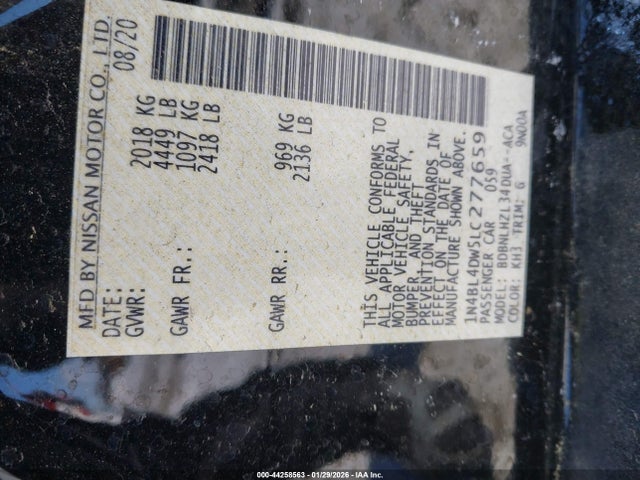 MFD BY NISSAN MOTOR CO., LTD.
DATE: 08/20
GVWR: 2018 KG
4449 LB
GAWR FR.: 1097 KG
2418 LB
GAWR RR.: 969 KG
2136 LB
THIS VEHICLE CONFORMS TO
ALL APPLICABLE FEDERAL
MOTOR VEHICLE SAFETY,
BUMPER, AND THEFT
PREVENTION STANDARDS IN
EFFECT ON THE DATE OF
MANUFACTURE SHOWN ABOVE.
1N4BL4DW5LC277659
PASSENGER CAR 0S9
MODEL: BDBNLHZL34DUA--ACA
COLOR: KH3 TRIM: G 9N00A
000-44258563 - 01/29/2026 - IAA Inc.